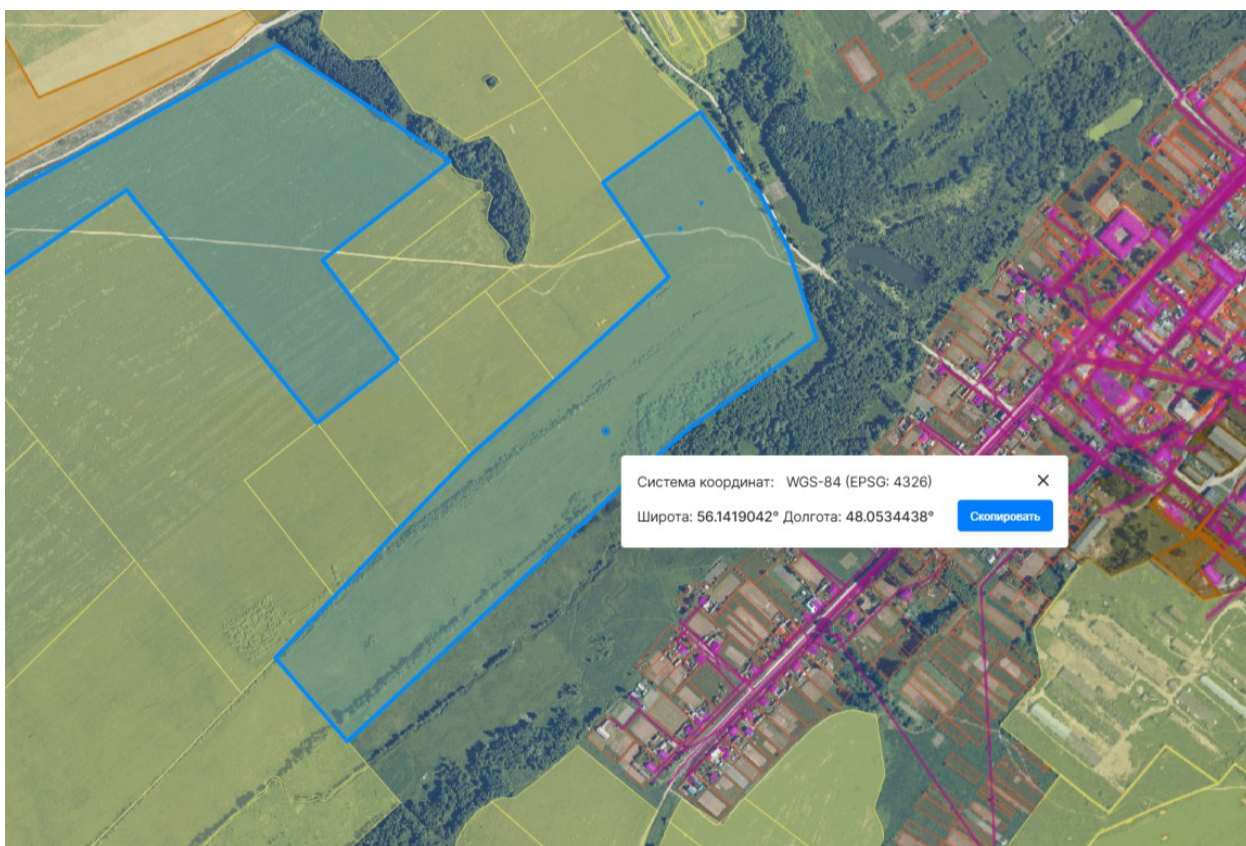 Система координат: WGS-84 (EPSG: 4326)
Широта: 56.1419042° Долгота: 48.0534438°
Скопировать